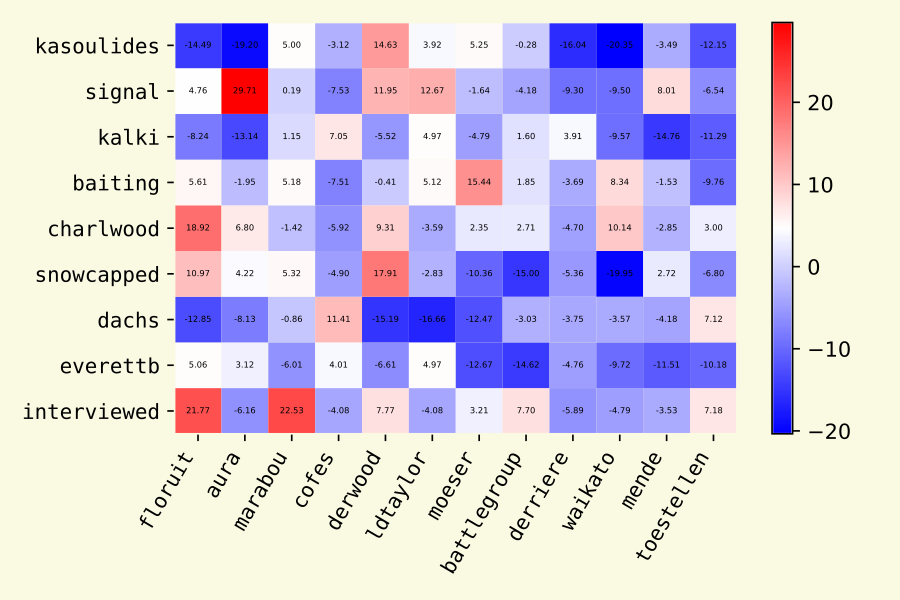 kasoulides -14.49 -19.20 5.00 -3.12 14.63 3.92 5.25 -0.28 -16.04 -3.49 -12.15
signal 4.76 29.71 0.19 -7.53 11.95 12.67 -1.64 -4.18 -9.30 -9.50 8.01 -6.54
kalki -8.24 -13.14 1.15 7.05 -5.52 4.97 -4.79 1.60 3.91 -9.57 -14.76 -11.29
baiting 5.61 -1.95 5.18 -7.51 -0.41 5.12 15.44 1.85 -3.69 8.34 -1.53 -9.76
charlwood 18.92 6.80 -1.42 -5.92 9.31 -3.59 2.35 2.71 -4.70 10.14 -2.85 3.00
snowcapped 10.97 4.22 5.32 -4.90 17.91 -2.83 -10.36 -15.00 -5.36 2.72 -6.80
dachs -12.85 -8.13 -0.86 11.41 -15.19 -16.66 -12.47 -3.03 -3.75 -3.57 -4.18 7.12
everettb 5.06 3.12 -6.01 4.01 -6.61 4.97 -12.67 -14.62 -4.76 -9.72 -11.51 -10.18
interviewed 21.77 -6.16 22.53 -4.08 7.77 -4.08 3.21 7.70 -5.89 -4.79 -3.53 7.18
floruit aura marabou cofes derwood ldtaylor moeser battlegroup derriere waikato mende toestellen
20
10
0
−10
−20